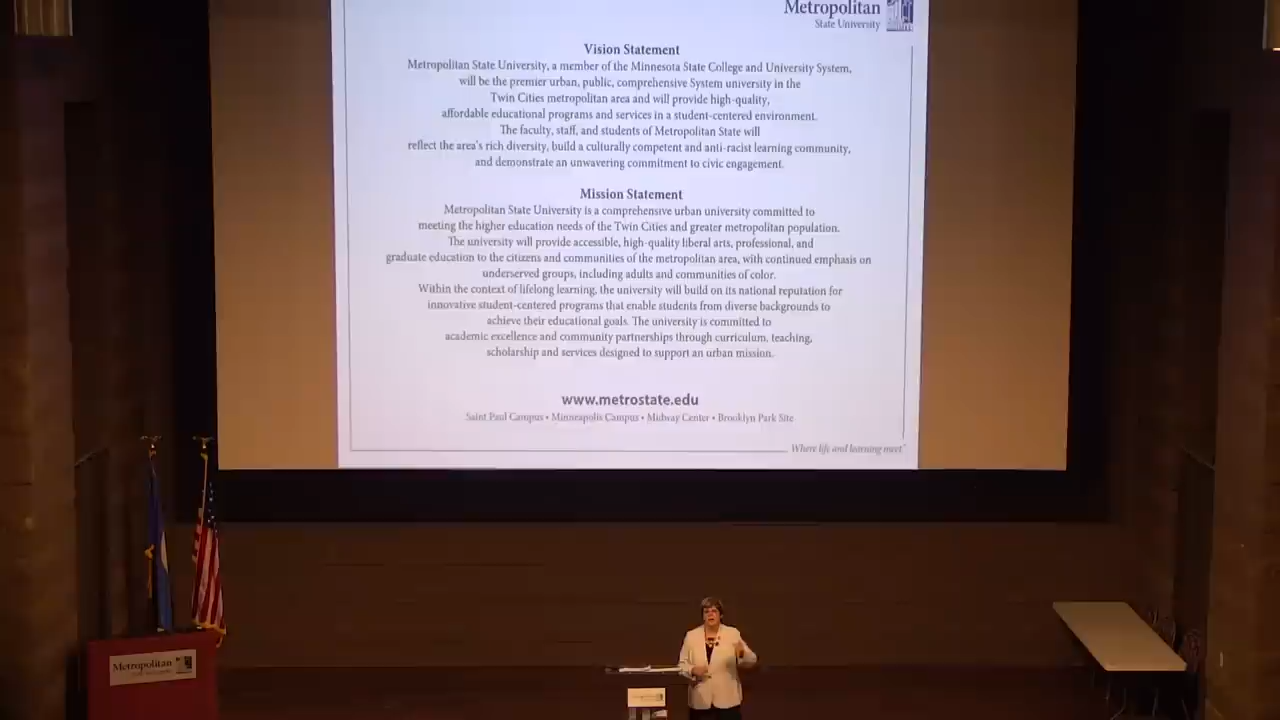 Metropolitan
State University
Vision Statement
Metropolitan State University, a member of the Minnesota State College and University System,
will be the premier urban, public, comprehensive System university in the
Twin Cities metropolitan area and will provide high-quality,
affordable educational programs and services in a student-centered environment.
The faculty, staff, and students of Metropolitan State will
reflect the area's rich diversity, build a culturally competent and anti-racist learning community,
and demonstrate an unwavering commitment to civic engagement.
Mission Statement
Metropolitan State University is a comprehensive urban university committed to
meeting the higher education needs of the Twin Cities and greater metropolitan population.
The university will provide accessible, high-quality liberal arts, professional, and
graduate education to the citizens and communities of the metropolitan area, with continued emphasis on
underserved groups, including adults and communities of color.
Within the context of lifelong learning, the university will build on its national reputation for
innovative student-centered programs that enable students from diverse backgrounds to
achieve their educational goals. The university is committed to
academic excellence and community partnerships through curriculum, teaching,
scholarship and services designed to support an urban mission.
www.metrostate.edu
Saint Paul Campus • Minneapolis Campus • Midway Center • Brooklyn Park Site
Where life and learning meet
Metropolitan